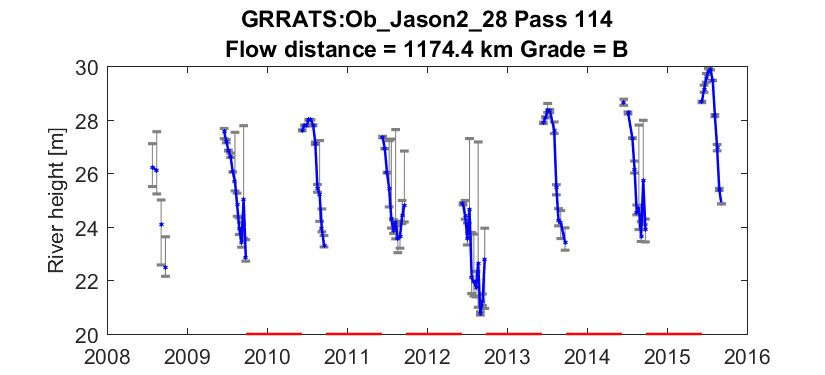 GRRATS:Ob_Jason2_28 Pass 114
Flow distance = 1174.4 km Grade = B
River height [m]
30
28
26
24
22
20
2008 2009 2010 2011 2012 2013 2014 2015 2016